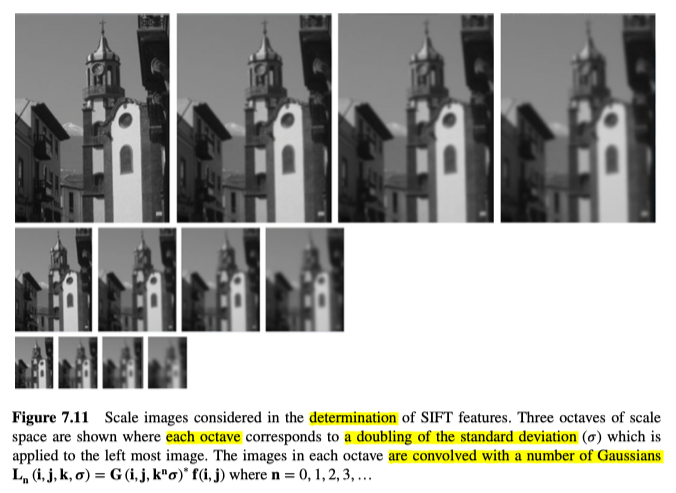 Figure 7.11 Scale images considered in the determination of SIFT features. Three octaves of scale
space are shown where each octave corresponds to a doubling of the standard deviation (σ) which is
applied to the left most image. The images in each octave are convolved with a number of Gaussians
Lₙ (i, j, k, σ) = G (i, j, kⁿσ)* f(i, j) where n = 0, 1, 2, 3, …